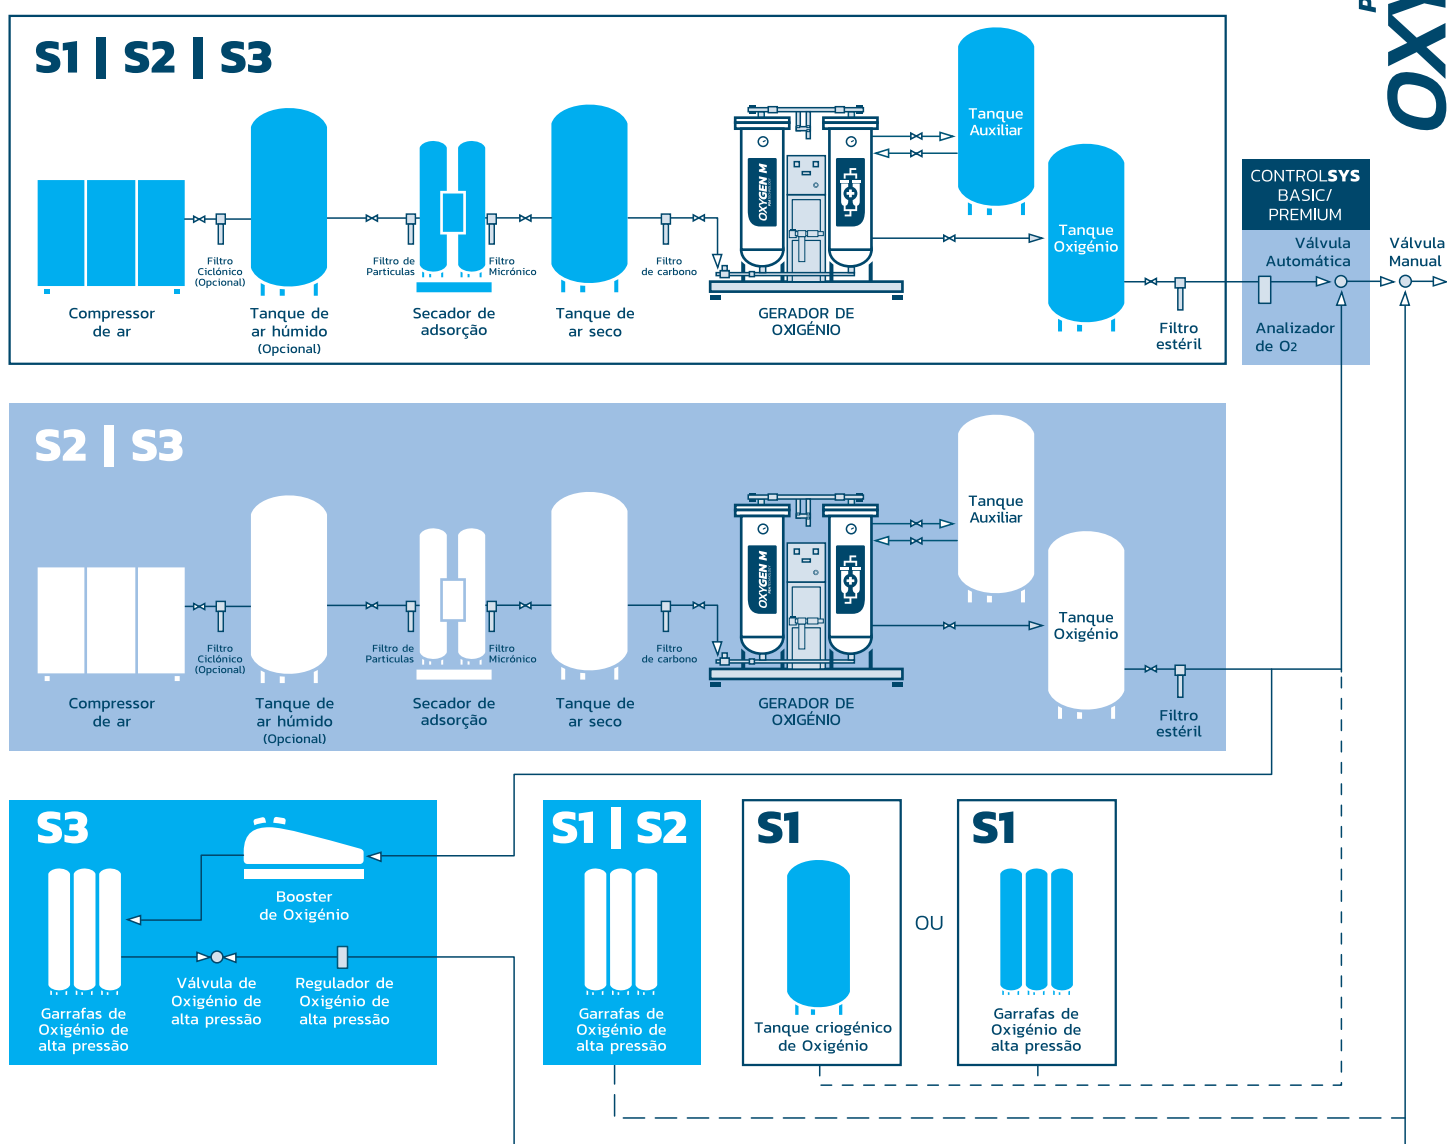 S1 | S2 | S3
OXYGEN M
Tanque
Auxiliar
Tanque
Oxigénio
Filtro
Ciclónico
(Opcional)
Filtro de
Particulas
Filtro
Micrónico
Filtro
de carbono
Compressor
de ar
Tanque de
ar húmido
(Opcional)
Secador de
adsorção
Tanque de
ar seco
GERADOR DE
OXIGÉNIO
Filtro
estéril
CONTROLSYS
BASIC/
PREMIUM
Válvula
Automática
Válvula
Manual
Analizador
de O2
S2 | S3
OXYGEN M
Tanque
Auxiliar
Tanque
Oxigénio
Filtro
Ciclónico
(Opcional)
Filtro de
Particulas
Filtro
Micrónico
Filtro
de carbono
Compressor
de ar
Tanque de
ar húmido
(Opcional)
Secador de
adsorção
Tanque de
ar seco
GERADOR DE
OXIGÉNIO
Filtro
estéril
S3
Booster
de Oxigénio
Garrafas de
Oxigénio de
alta pressão
Válvula de
Oxigénio de
alta pressão
Regulador de
Oxigénio de
alta pressão
S1 | S2
Garrafas de
Oxigénio de
alta pressão
S1
Tanque criogénico
de Oxigénio
OU
S1
Garrafas de
Oxigénio de
alta pressão